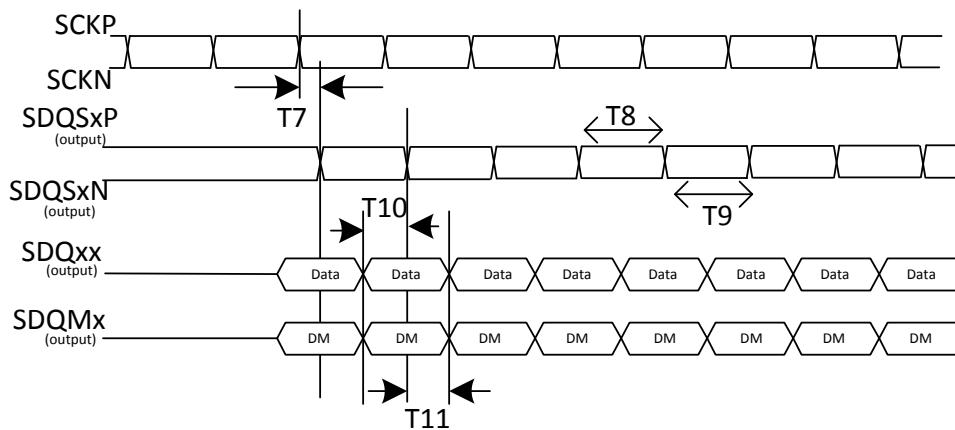 SCKP
SCKN
T7
SDQSxP
(output)
T8
SDQSxN
(output)
T9
T10
SDQxx
(output)
Data Data Data Data Data Data Data Data
SDQMx
(output)
DM DM DM DM DM DM DM DM
T11